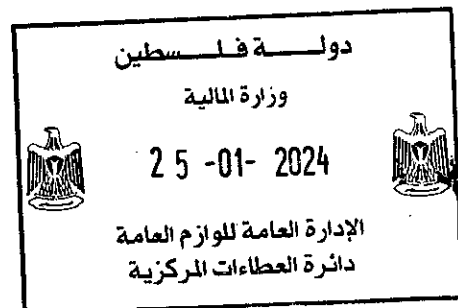 دولة فلسطين
وزارة المالية
25 -01- 2024
الإدارة العامة للوازم العامة
دائرة العطاءات المركزية